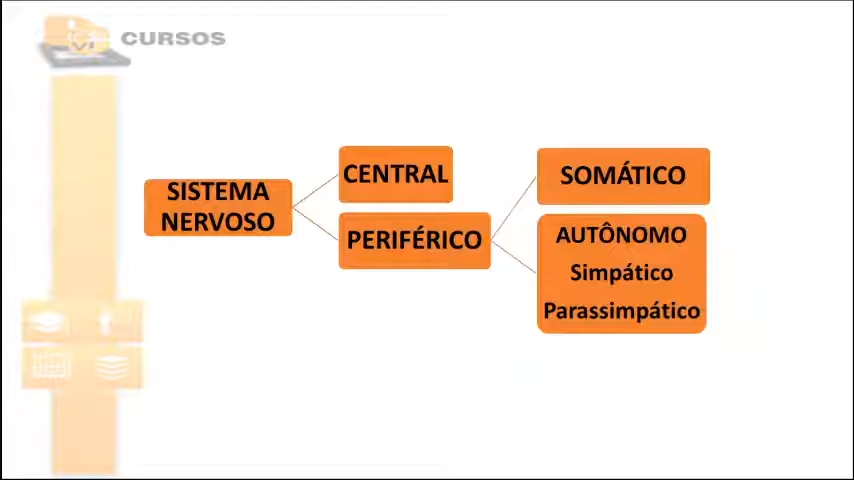 CURSOS
SISTEMA
NERVOSO
CENTRAL
PERIFÉRICO
SOMÁTICO
AUTÔNOMO
Simpático
Parassimpático